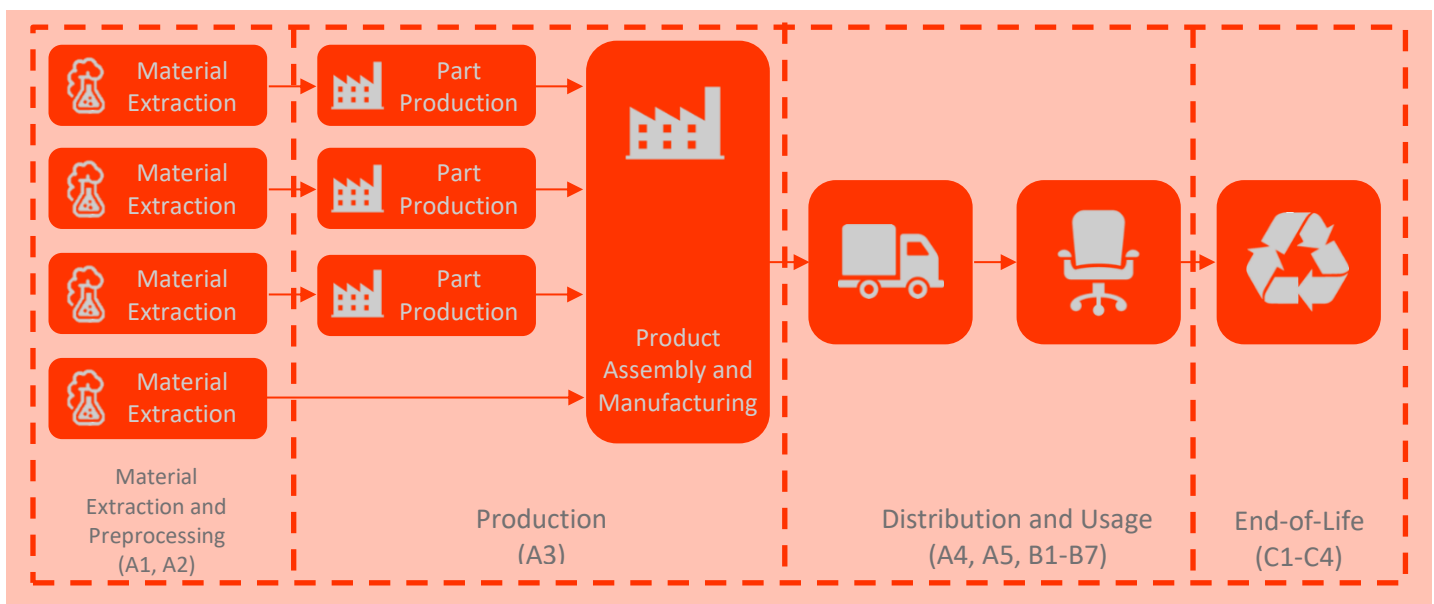 Material
Extraction
Part
Production
Material
Extraction
Part
Production
Material
Extraction
Part
Production
Material
Extraction
Product
Assembly and
Manufacturing
Material
Extraction and
Preprocessing
(A1, A2)
Production
(A3)
Distribution and Usage
(A4, A5, B1-B7)
End-of-Life
(C1-C4)